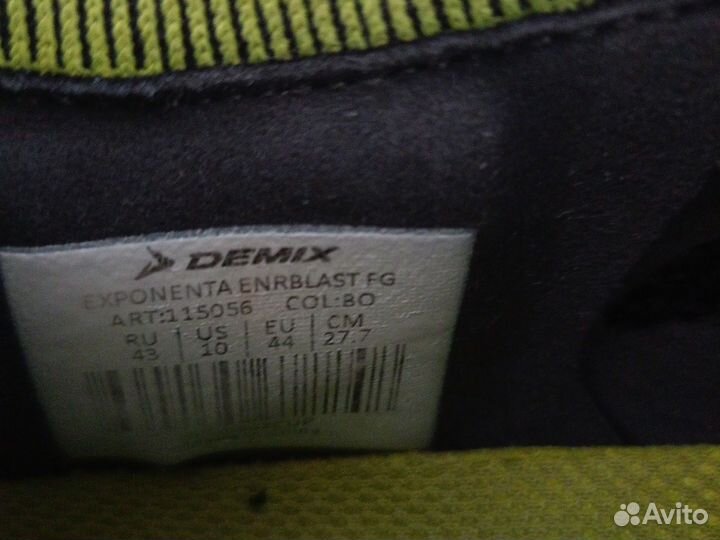 DEMIX
EXPONENTA ENRBLAST FG
ART:115056 COL:BO
RU US EU CM
43 10 44 27.7
Avito